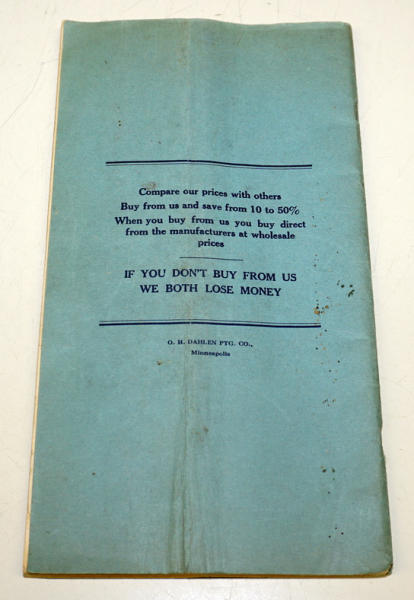 Compare our prices with others
Buy from us and save from 10 to 50%
When you buy from us you buy direct
from the manufacturers at wholesale
prices
IF YOU DON'T BUY FROM US
WE BOTH LOSE MONEY
O. H. DAHLEN PTG. CO.,
Minneapolis